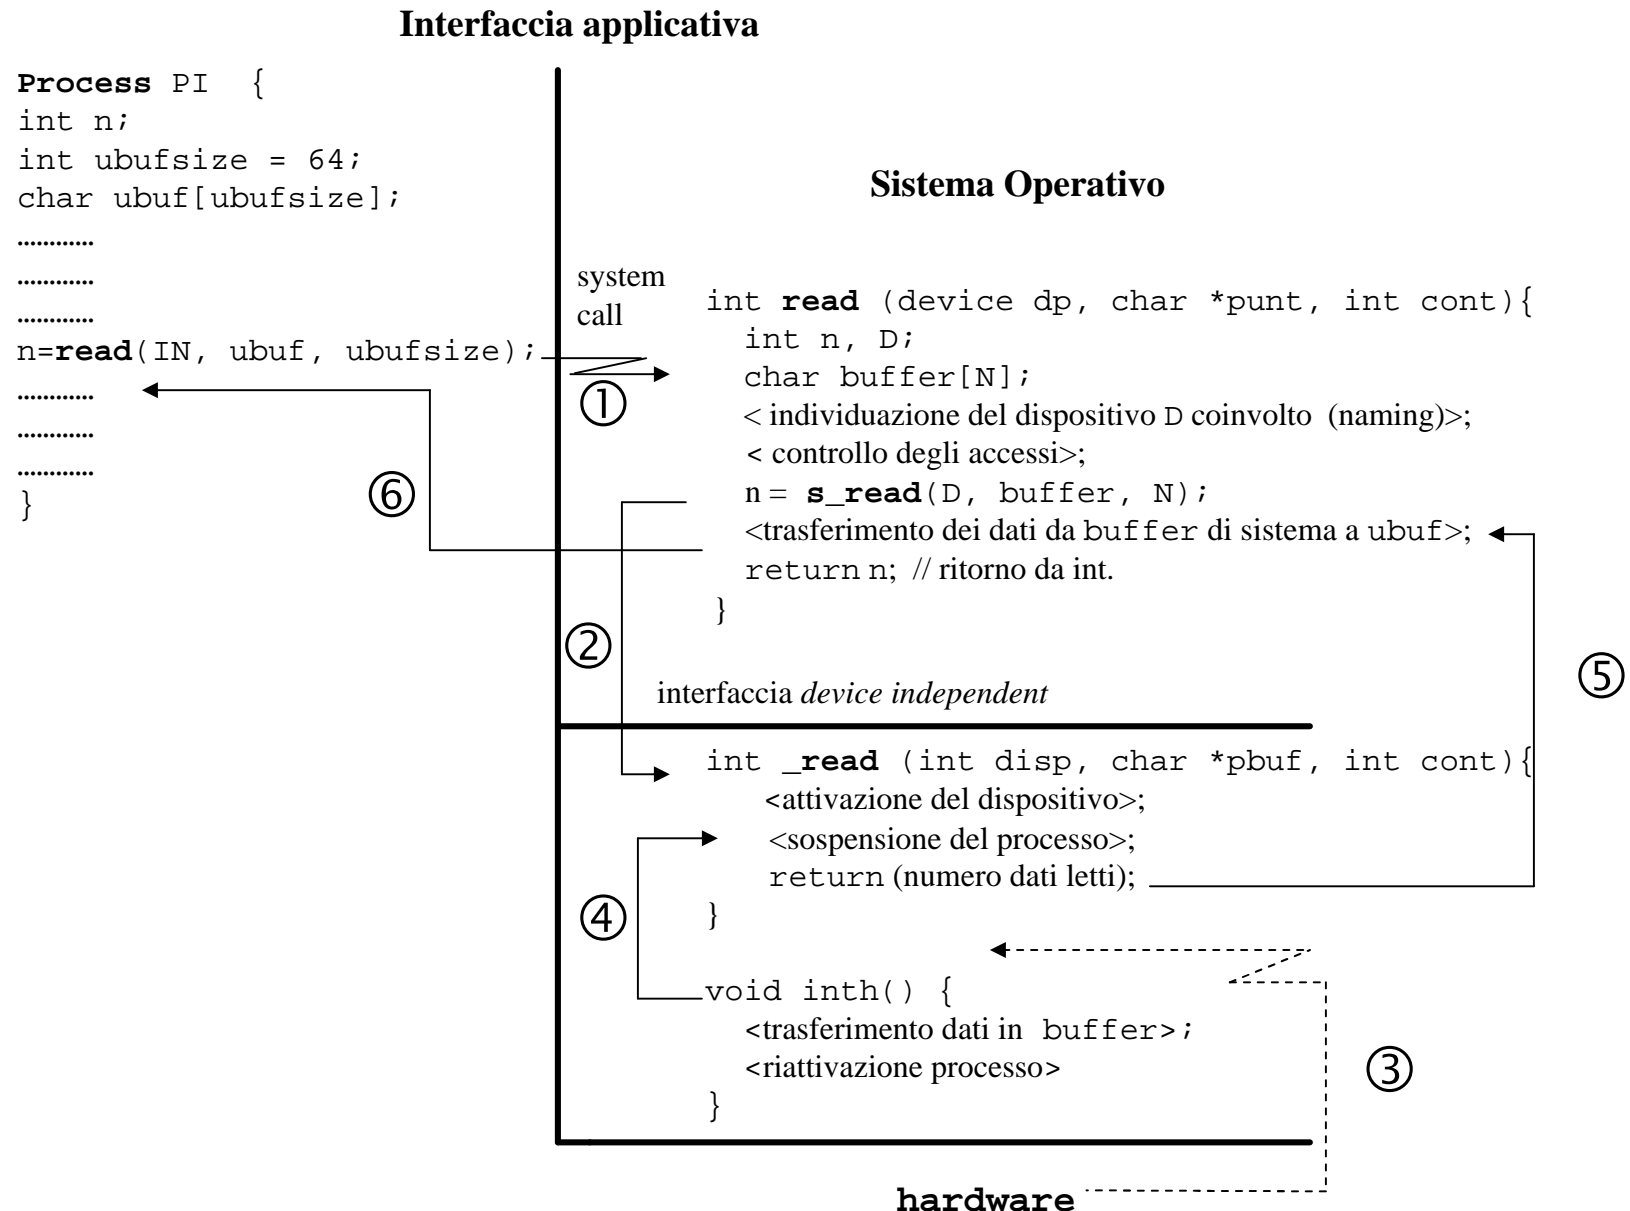 Interfaccia applicativa
Process PI {
int n;
int ubufsize = 64;
char ubuf[ubufsize];
............
............
............
n=read(IN, ubuf, ubufsize);
............
............
............
}
Sistema Operativo
system
call
①
int read (device dp, char *punt, int cont){
int n, D;
char buffer[N];
< individuazione del dispositivo D coinvolto (naming)>;
< controllo degli accessi>;
n = s_read(D, buffer, N);
<trasferimento dei dati da buffer di sistema a ubuf>;
return n; // ritorno da int.
}
⑥
②
⑤
interfaccia device independent
int _read (int disp, char *pbuf, int cont){
<attivazione del dispositivo>;
<sospensione del processo>;
return (numero dati letti);
}
④
void inth() {
<trasferimento dati in buffer>;
<riattivazione processo>
}
③
hardware